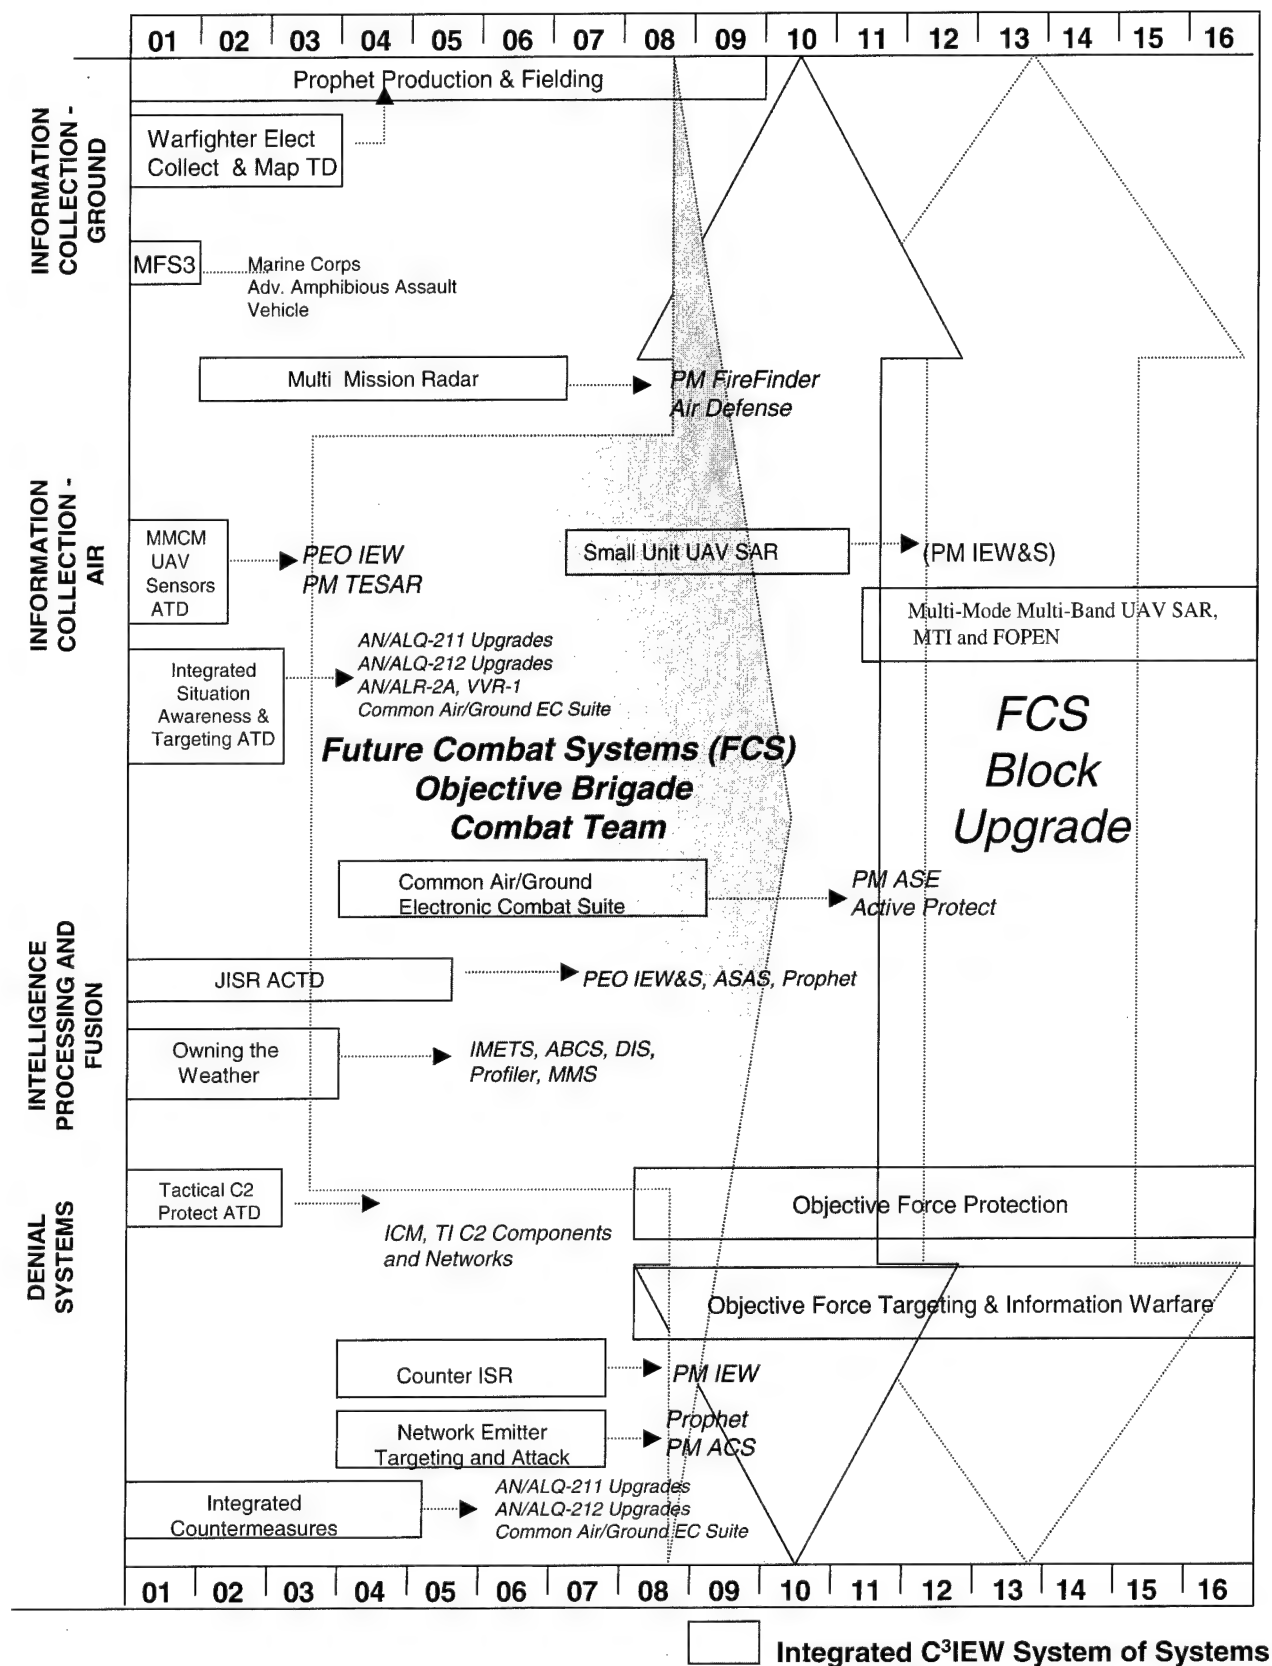 01 02 03 04 05 06 07 08 09 10 11 12 13 14 15 16
INFORMATION
COLLECTION -
GROUND
Prophet Production & Fielding
Warfighter Elect
Collect & Map TD
MFS3
Marine Corps
Adv. Amphibious Assault
Vehicle
Multi Mission Radar
PM FireFinder
Air Defense
INFORMATION
COLLECTION -
AIR
MMCM
UAV
Sensors
ATD
PEO IEW
PM TESAR
Small Unit UAV SAR
(PM IEW&S)
Multi-Mode Multi-Band UAV SAR,
MTI and FOPEN
Integrated
Situation
Awareness &
Targeting ATD
AN/ALQ-211 Upgrades
AN/ALQ-212 Upgrades
AN/ALR-2A, VVR-1
Common Air/Ground EC Suite
Future Combat Systems (FCS)
Objective Brigade
Combat Team
FCS
Block
Upgrade
Common Air/Ground
Electronic Combat Suite
PM ASE
Active Protect
INTELLIGENCE
PROCESSING AND
FUSION
JISR ACTD
PEO IEW&S, ASAS, Prophet
Owning the
Weather
IMETS, ABCS, DIS,
Profiler, MMS
DENIAL
SYSTEMS
Tactical C2
Protect ATD
ICM, TI C2 Components
and Networks
Objective Force Protection
Objective Force Targeting & Information Warfare
Counter ISR
PM IEW
Network Emitter
Targeting and Attack
Prophet
PM ACS
Integrated
Countermeasures
AN/ALQ-211 Upgrades
AN/ALQ-212 Upgrades
Common Air/Ground EC Suite
01 02 03 04 05 06 07 08 09 10 11 12 13 14 15 16
Integrated C³IEW System of Systems